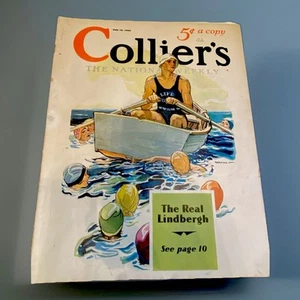 5¢ a copy
Collier's
THE NATIONAL WEEKLY
LIFE
The Real
Lindbergh
See page 10